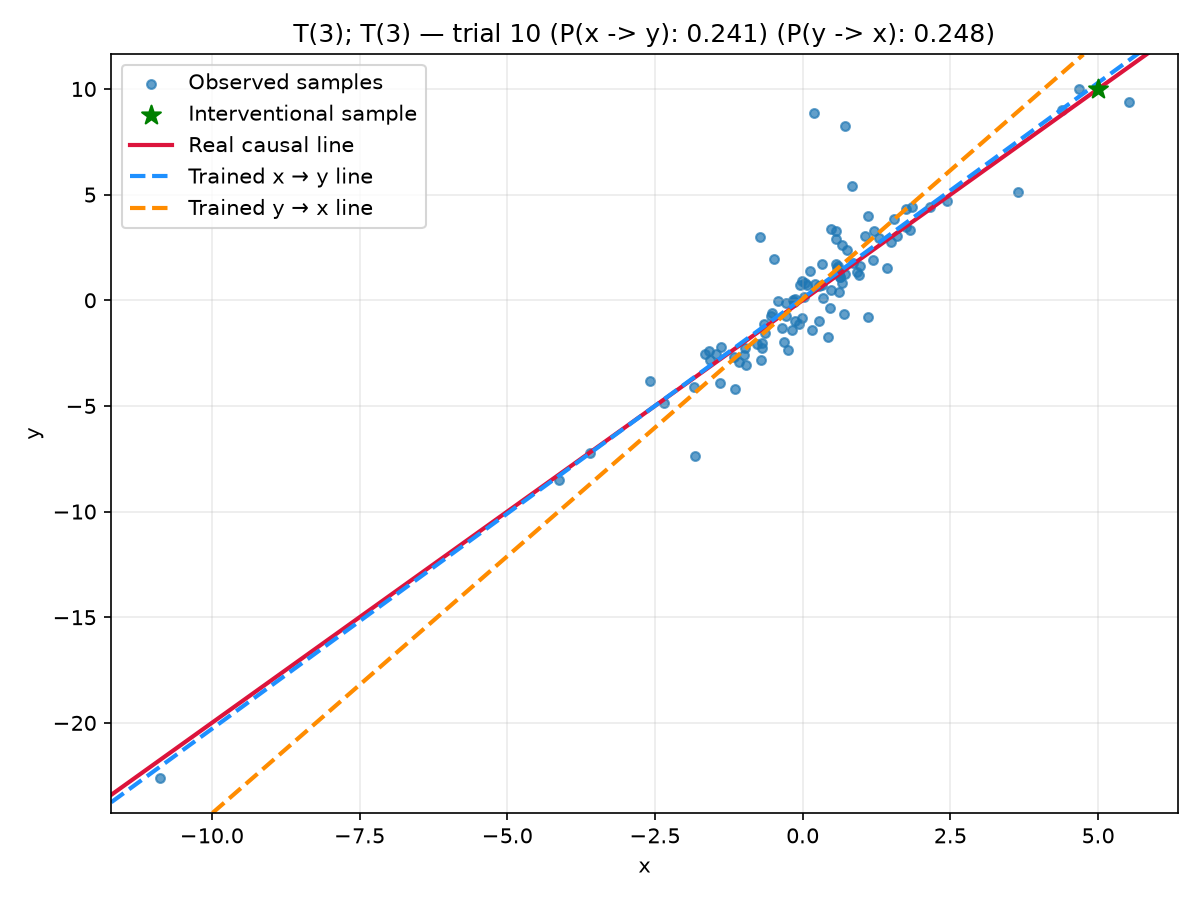 T(3); T(3) — trial 10 (P(x -> y): 0.241) (P(y -> x): 0.248)
Observed samples
Interventional sample
Real causal line
Trained x → y line
Trained y → x line
10
5
0
−5
−10
−15
−20
y
−10.0 −7.5 −5.0 −2.5 0.0 2.5 5.0
x